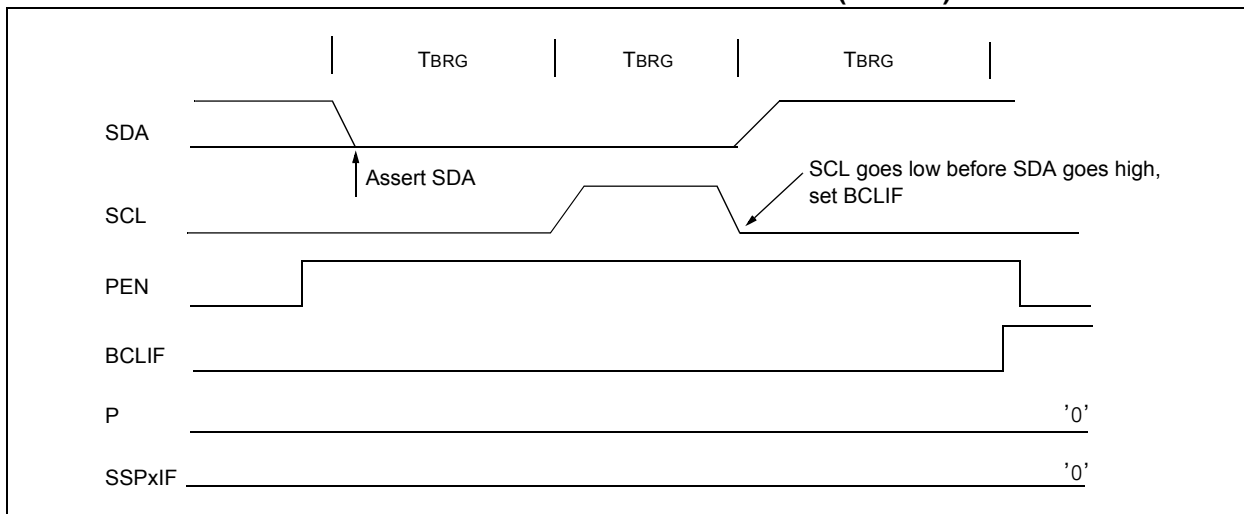 TBRG TBRG TBRG
SDA
Assert SDA
SCL goes low before SDA goes high,
set BCLIF
SCL
PEN
BCLIF
P
'0'
SSPxIF
'0'